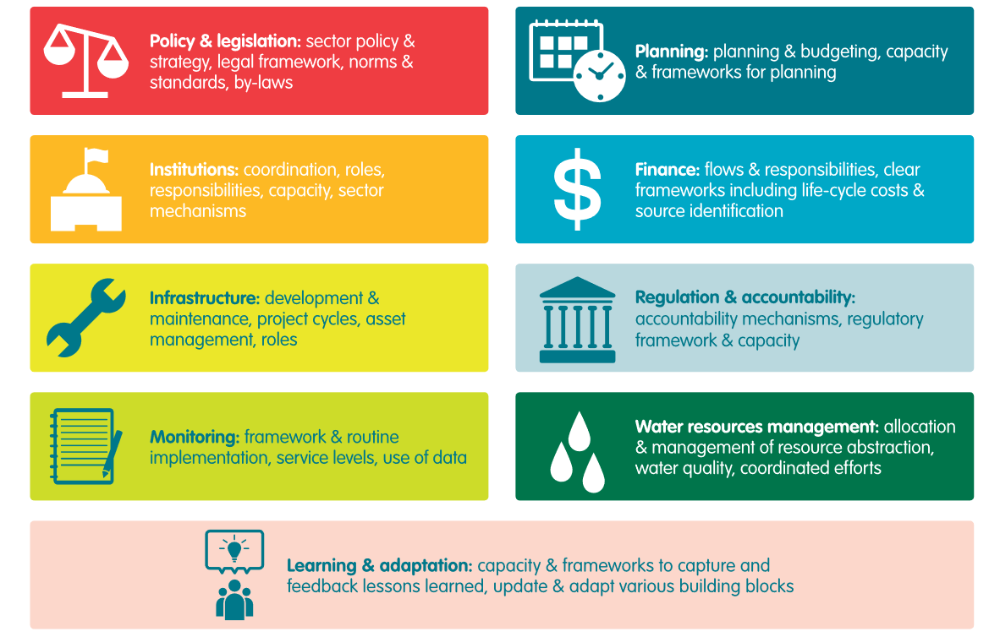 Policy & legislation: sector policy &
strategy, legal framework, norms &
standards, by-laws
Planning: planning & budgeting, capacity
& frameworks for planning
Institutions: coordination, roles,
responsibilities, capacity, sector
mechanisms
$
Finance: flows & responsibilities, clear
frameworks including life-cycle costs &
source identification
Infrastructure: development &
maintenance, project cycles, asset
management, roles
Regulation & accountability:
accountability mechanisms, regulatory
framework & capacity
Monitoring: framework & routine
implementation, service levels, use of data
Water resources management: allocation
& management of resource abstraction,
water quality, coordinated efforts
Learning & adaptation: capacity & frameworks to capture and
feedback lessons learned, update & adapt various building blocks